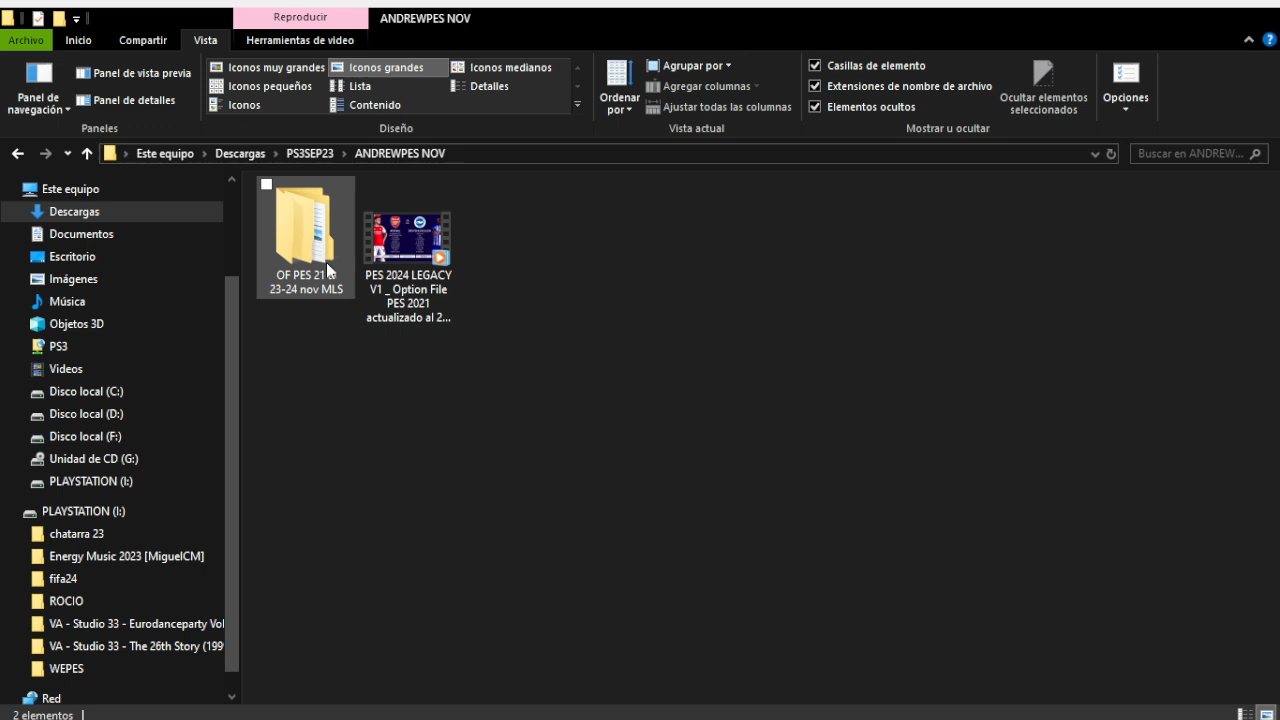 Reproducir
ANDREWPES NOV
Archivo
Inicio
Compartir
Vista
Herramientas de video
Panel de navegación
Panel de vista previa
Panel de detalles
Paneles
Iconos muy grandes
Iconos grandes
Iconos medianos
Iconos pequeños
Lista
Detalles
Iconos
Contenido
Diseño
Ordenar por
Agrupar por
Agregar columnas
Ajustar todas las columnas
Vista actual
Casillas de elemento
Extensiones de nombre de archivo
Elementos ocultos
Ocultar elementos seleccionados
Mostrar u ocultar
Opciones
Este equipo
Descargas
PS3SEP23
ANDREWPES NOV
Buscar en ANDREW...
Este equipo
Descargas
Documentos
Escritorio
Imágenes
Música
Objetos 3D
PS3
Videos
Disco local (C:)
Disco local (D:)
Disco local (F:)
Unidad de CD (G:)
PLAYSTATION (I:)
PLAYSTATION (I:)
chatarra 23
Energy Music 2023 [MiguelCM]
fifa24
ROCIO
VA - Studio 33 - Eurodanceparty Vol
VA - Studio 33 - The 26th Story (199
WEPES
Red
OF PES 21
23-24 nov MLS
PES 2024 LEGACY
V1 _ Option File
PES 2021
actualizado al 2...
2 elementos